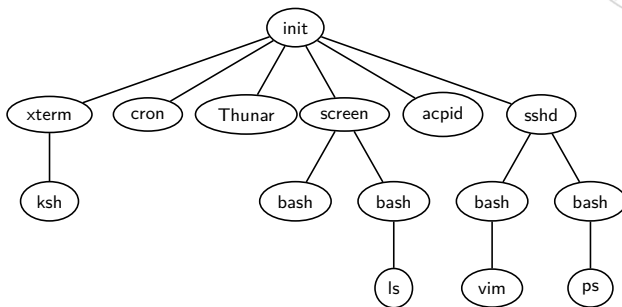 init
xterm cron Thunar screen acpid sshd
ksh bash bash bash bash
ls vim ps